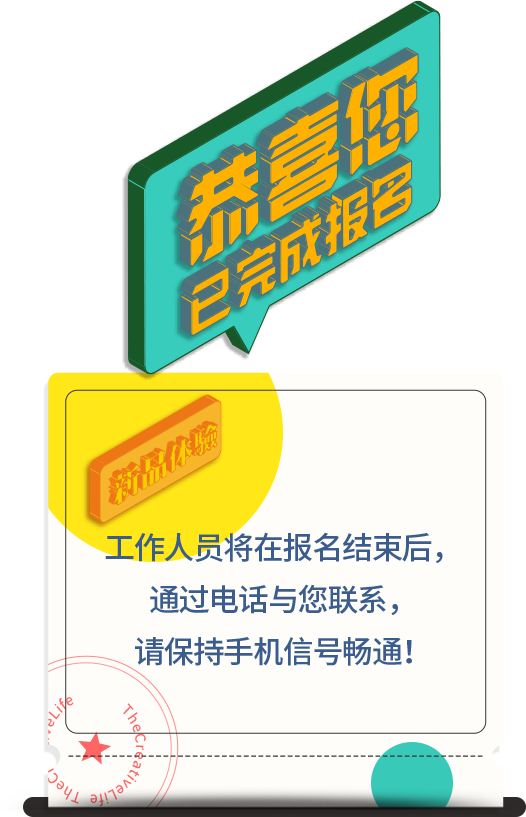 恭喜您
已完成报名
新品体验
工作人员将在报名结束后，
通过电话与您联系，
请保持手机信号畅通！
TheCreativeLife
TheCreativeLife